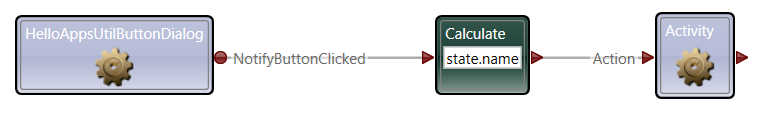 HelloAppsUtilButtonDialog
NotifyButtonClicked
Calculate
state.name
Action
Activity